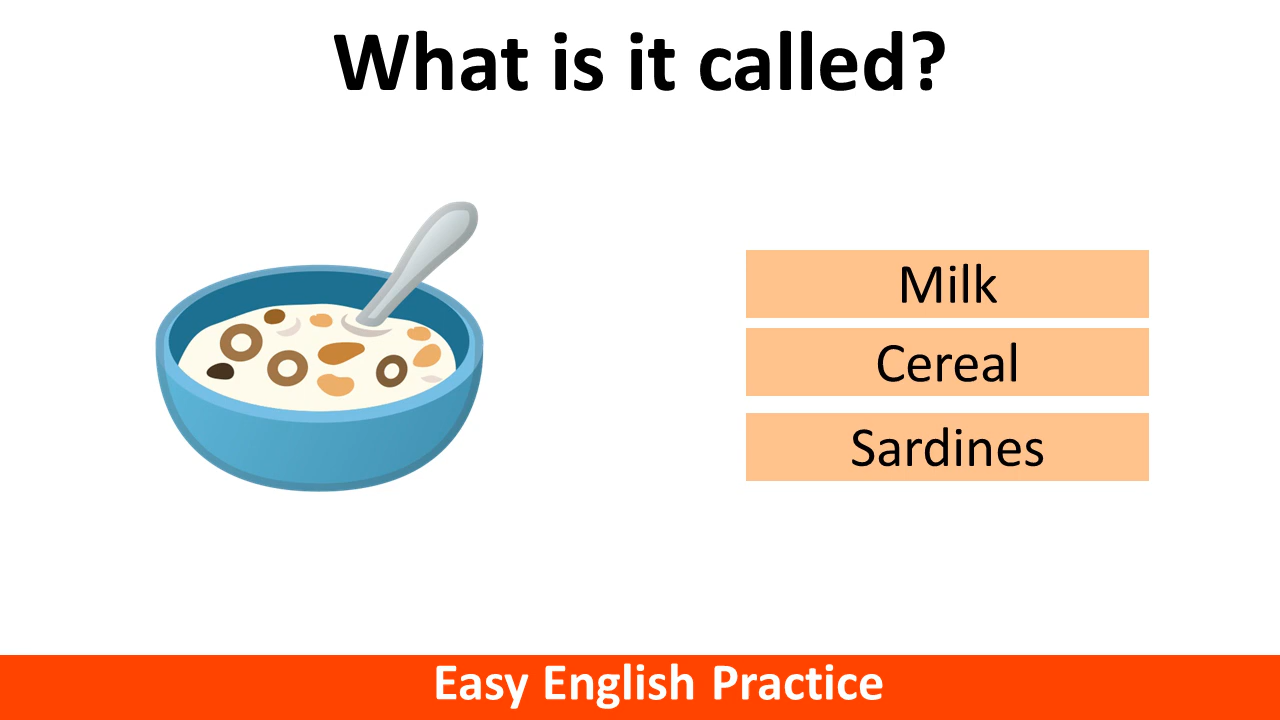 What is it called?
Milk
Cereal
Sardines
Easy English Practice